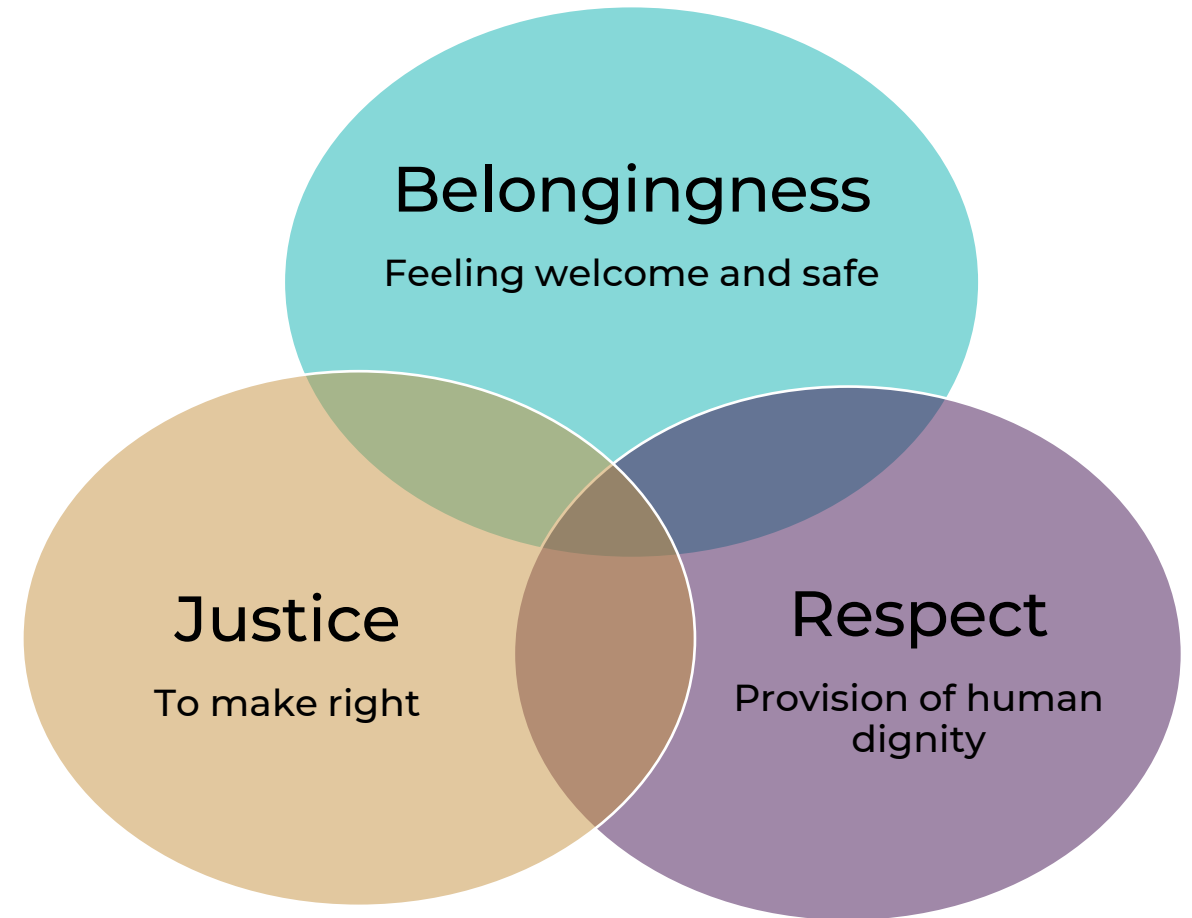 Belongingness
Feeling welcome and safe
Justice
To make right
Respect
Provision of human
dignity